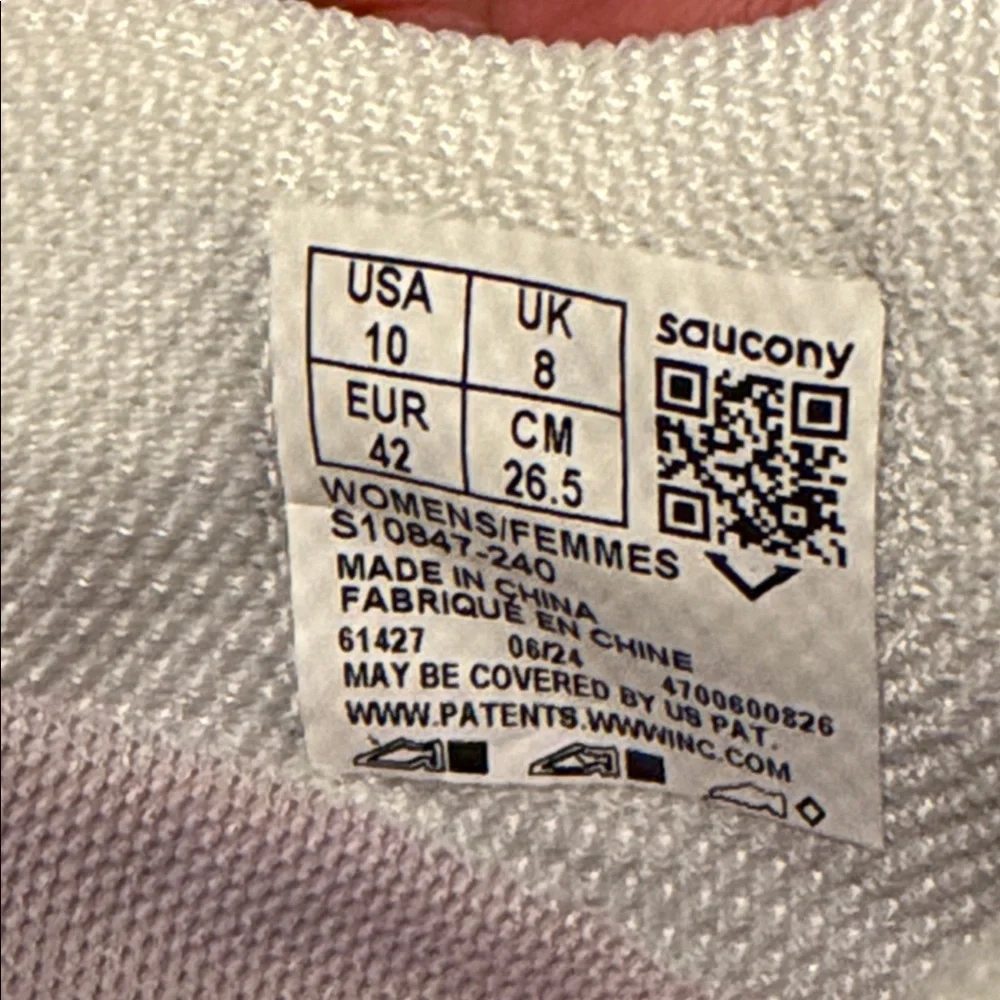 USA
10
UK
8
EUR
42
CM
26.5
saucony
WOMENS/FEMMES
S10847-240
MADE IN CHINA
FABRIQUÉ EN CHINE
61427 06/24 4700600826
MAY BE COVERED BY US PAT.
WWW.PATENTS.WWWINC.COM